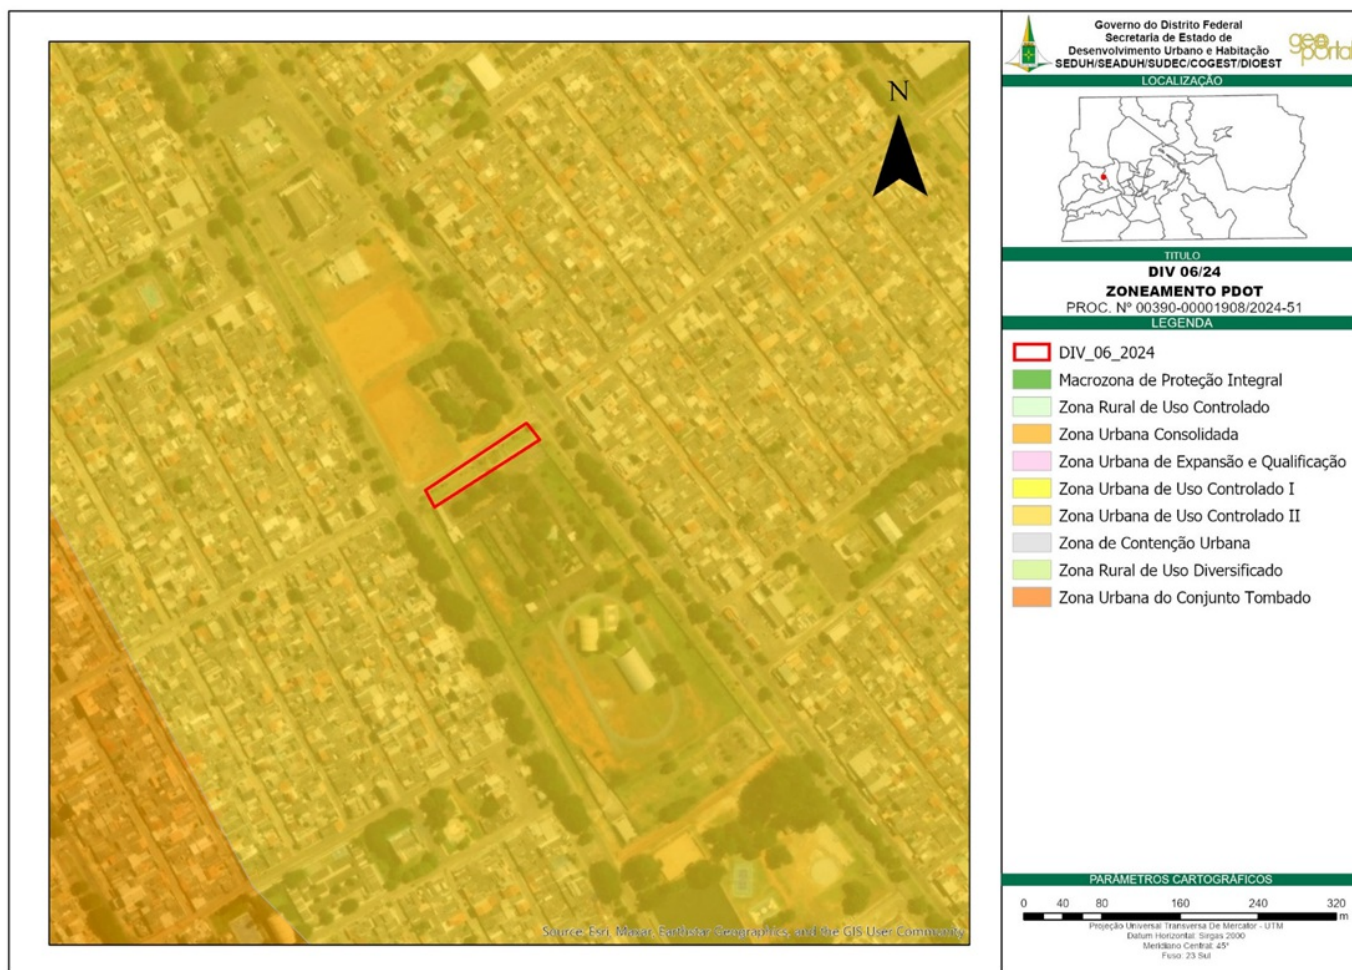 Governo do Distrito Federal
Secretaria de Estado de
Desenvolvimento Urbano e Habitação
SEDUH/SEADUH/SUDEC/COGEST/DIOEST
geo
portal
LOCALIZAÇÃO
N
TITULO
DIV 06/24
ZONEAMENTO PDOT
PROC. Nº 00390-00001908/2024-51
LEGENDA
DIV_06_2024
Macrozona de Proteção Integral
Zona Rural de Uso Controlado
Zona Urbana Consolidada
Zona Urbana de Expansão e Qualificação
Zona Urbana de Uso Controlado I
Zona Urbana de Uso Controlado II
Zona de Contenção Urbana
Zona Rural de Uso Diversificado
Zona Urbana do Conjunto Tombado
PARÂMETROS CARTOGRÁFICOS
0 40 80 160 240 320
m
Projeção Universal Transversa De Mercator - UTM
Datum Horizontal: Sirgas 2000
Meridiano Central: 45°
Fuso: 23 Sul
Source: Esri, Maxar, Earthstar Geographics, and the GIS User Community